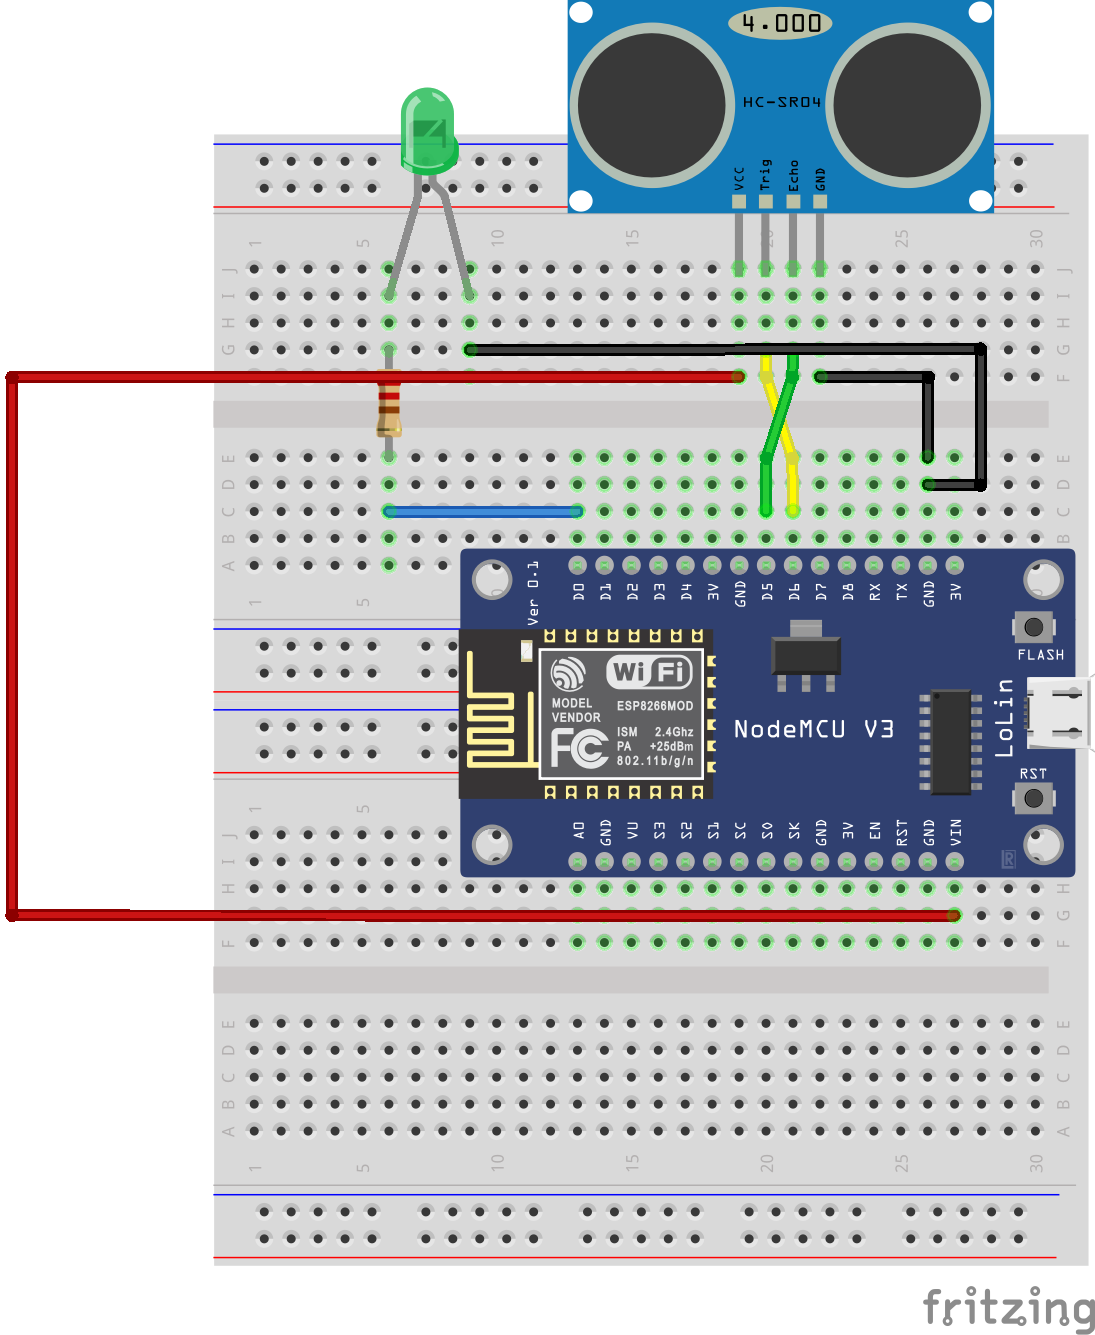 4.000
HC-SR04
VCC Trig Echo GND
1 5 10 15 20 25 30
J J
I I
H H
G G
F F
E E
D D
C C
B B
A
1 5
Ver 0.1
D0 D1 D2 D3 D4 3V GND D5 D6 D7 D8 RX TX GND 3V
FLASH
Wi Fi
MODEL
VENDOR
ESP8266MOD
FC
ISM 2.4Ghz
PA +25dBm
802.11b/g/n
NodeMCU V3
LoLin
RST
1 5
A0 GND VU S3 S2 S1 SC S0 SK GND 3V EN RST GND VIN
R
J
I
H H
G G
F F
E E
D D
C C
B B
A A
1 5 10 15 20 25 30
fritzing